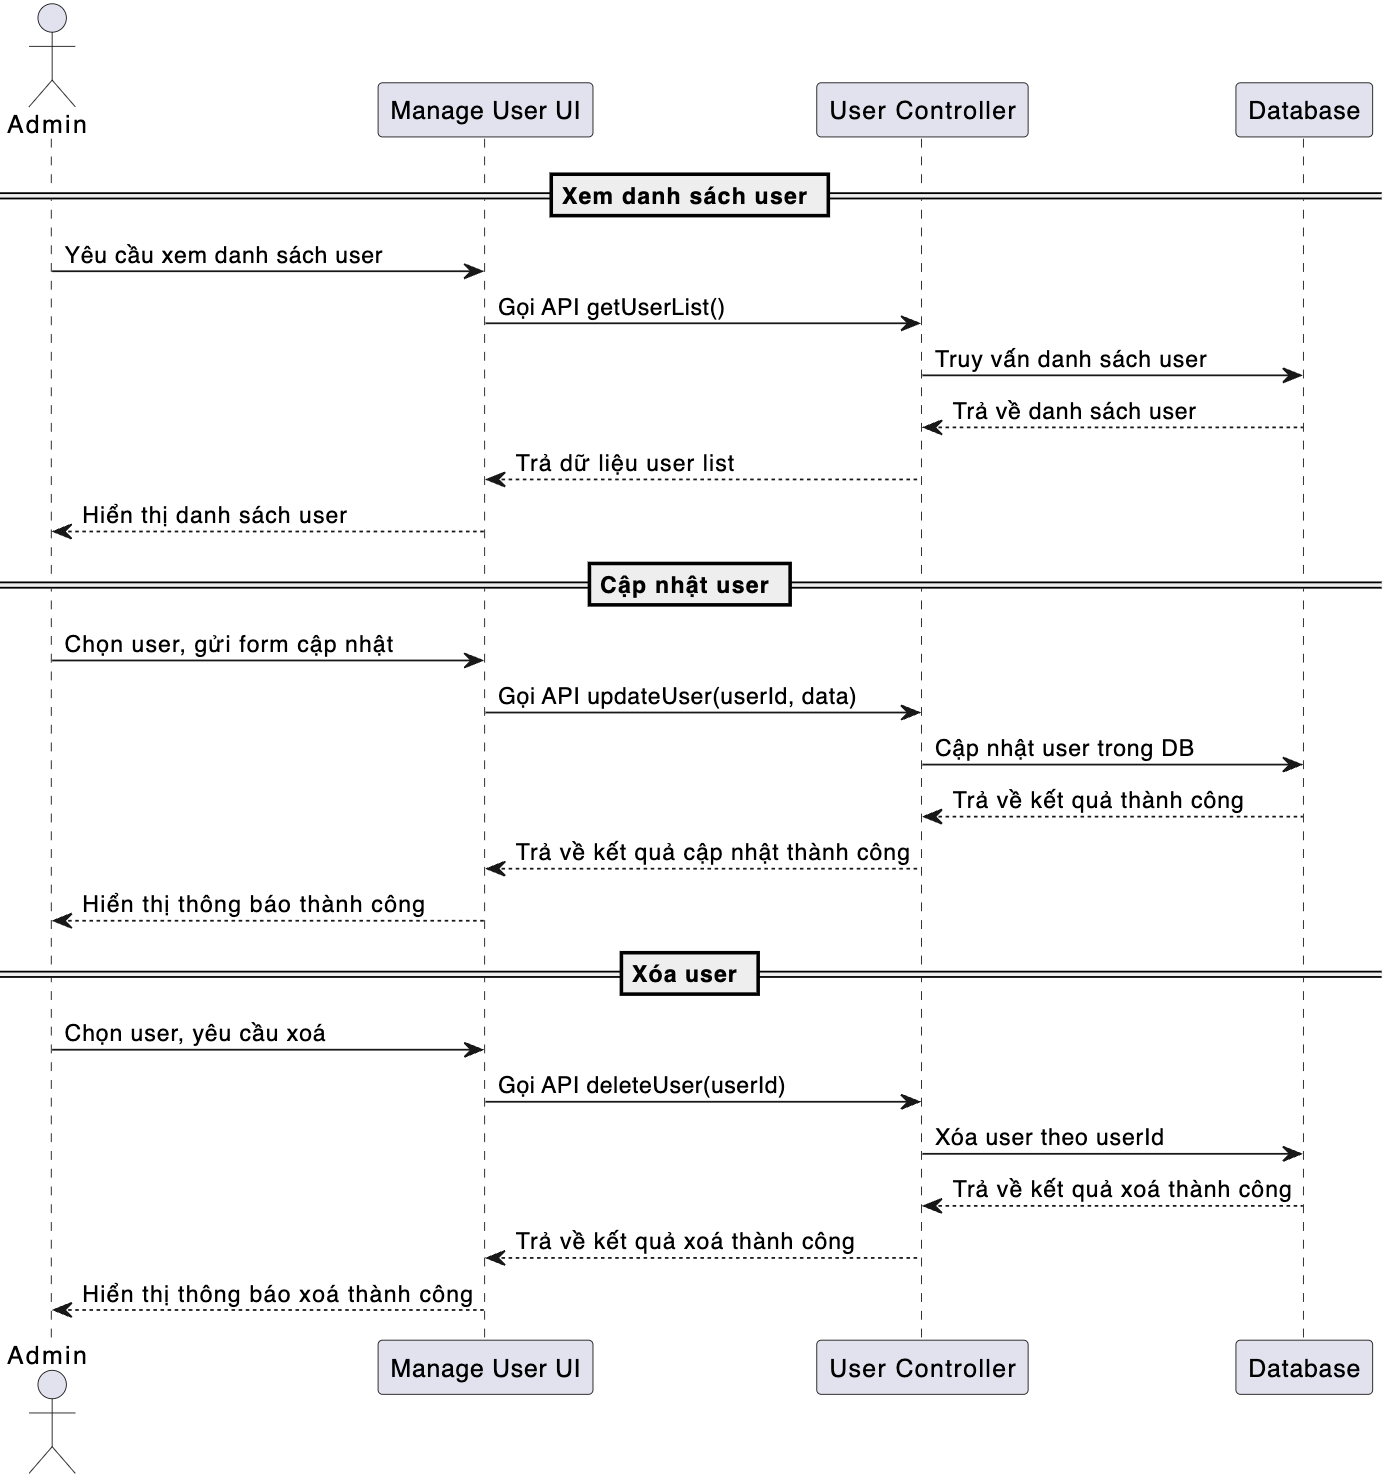 Admin
Manage User UI
User Controller
Database
Xem danh sách user
Yêu cầu xem danh sách user
Gọi API getUserList()
Truy vấn danh sách user
Trả về danh sách user
Trả dữ liệu user list
Hiển thị danh sách user
Cập nhật user
Chọn user, gửi form cập nhật
Gọi API updateUser(userId, data)
Cập nhật user trong DB
Trả về kết quả thành công
Trả về kết quả cập nhật thành công
Hiển thị thông báo thành công
Xóa user
Chọn user, yêu cầu xoá
Gọi API deleteUser(userId)
Xóa user theo userId
Trả về kết quả xoá thành công
Trả về kết quả xoá thành công
Hiển thị thông báo xoá thành công
Admin
Manage User UI
User Controller
Database